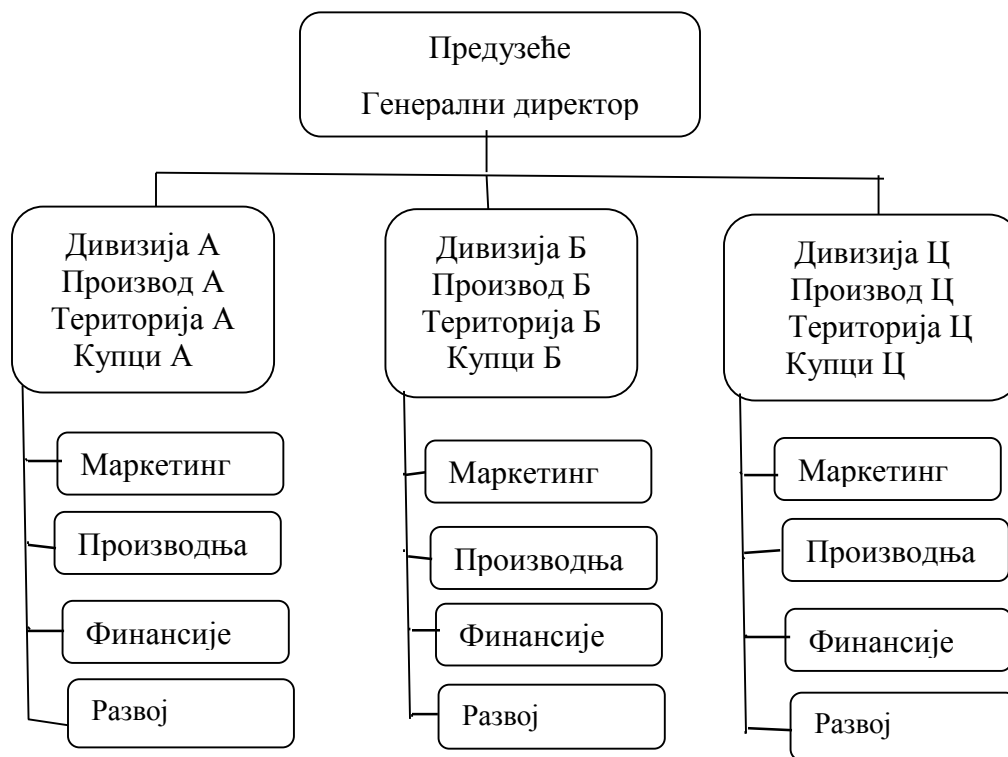 Предузеће
Генерални директор
Дивизија А
Производ А
Територија А
Купци А
Маркетинг
Производња
Финансије
Развој
Дивизија Б
Производ Б
Територија Б
Купци Б
Маркетинг
Производња
Финансије
Развој
Дивизија Ц
Производ Ц
Територија Ц
Купци Ц
Маркетинг
Производња
Финансије
Развој